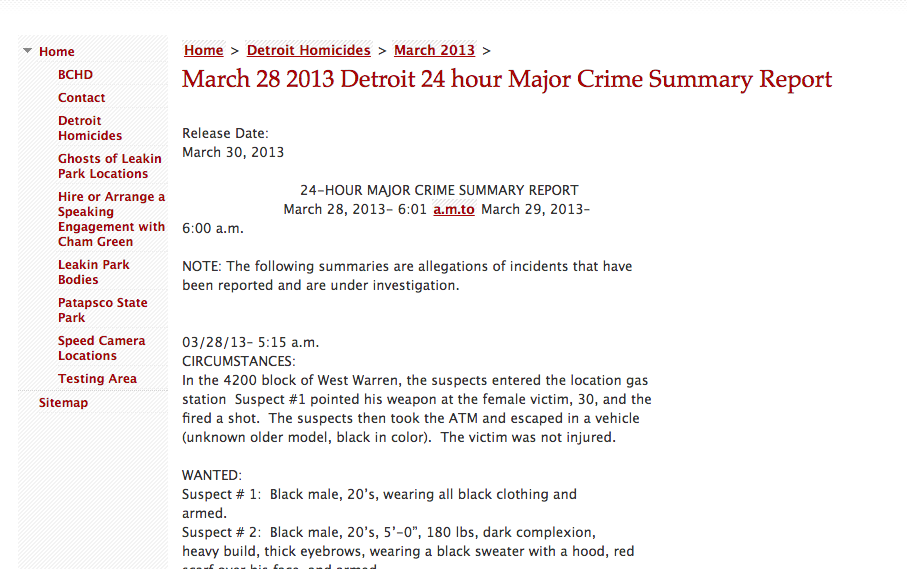 Home
BCHD
Contact
Detroit
Homicides
Ghosts of Leakin
Park Locations
Hire or Arrange a
Speaking
Engagement with
Cham Green
Leakin Park
Bodies
Patapsco State
Park
Speed Camera
Locations
Testing Area
Sitemap
Home > Detroit Homicides > March 2013 >
March 28 2013 Detroit 24 hour Major Crime Summary Report
Release Date:
March 30, 2013
24-HOUR MAJOR CRIME SUMMARY REPORT
March 28, 2013- 6:01 a.m.to March 29, 2013-
6:00 a.m.
NOTE: The following summaries are allegations of incidents that have
been reported and are under investigation.
03/28/13- 5:15 a.m.
CIRCUMSTANCES:
In the 4200 block of West Warren, the suspects entered the location gas
station  Suspect #1 pointed his weapon at the female victim, 30, and the
fired a shot.  The suspects then took the ATM and escaped in a vehicle
(unknown older model, black in color).  The victim was not injured.
WANTED:
Suspect # 1:  Black male, 20's, wearing all black clothing and
armed.
Suspect # 2:  Black male, 20's, 5'-0", 180 lbs, dark complexion,
heavy build, thick eyebrows, wearing a black sweater with a hood, red
scarf over his face, and armed